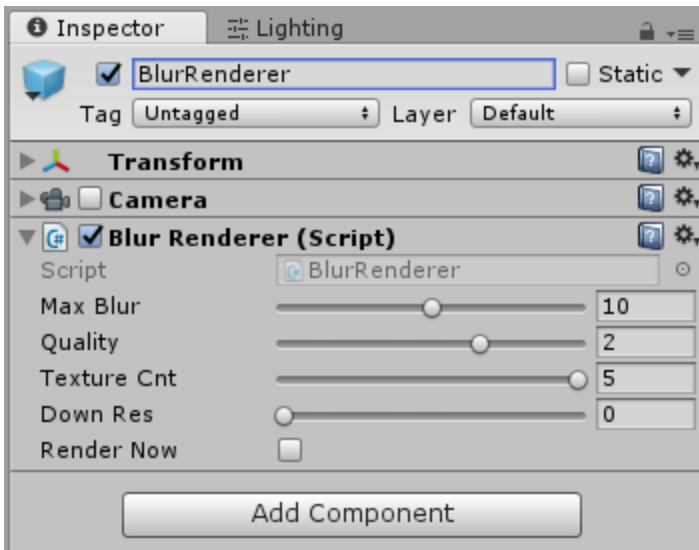 Inspector Lighting
BlurRenderer Static
Tag Untagged Layer Default
Transform
Camera
Blur Renderer (Script)
Script BlurRenderer
Max Blur 10
Quality 2
Texture Cnt 5
Down Res 0
Render Now
Add Component